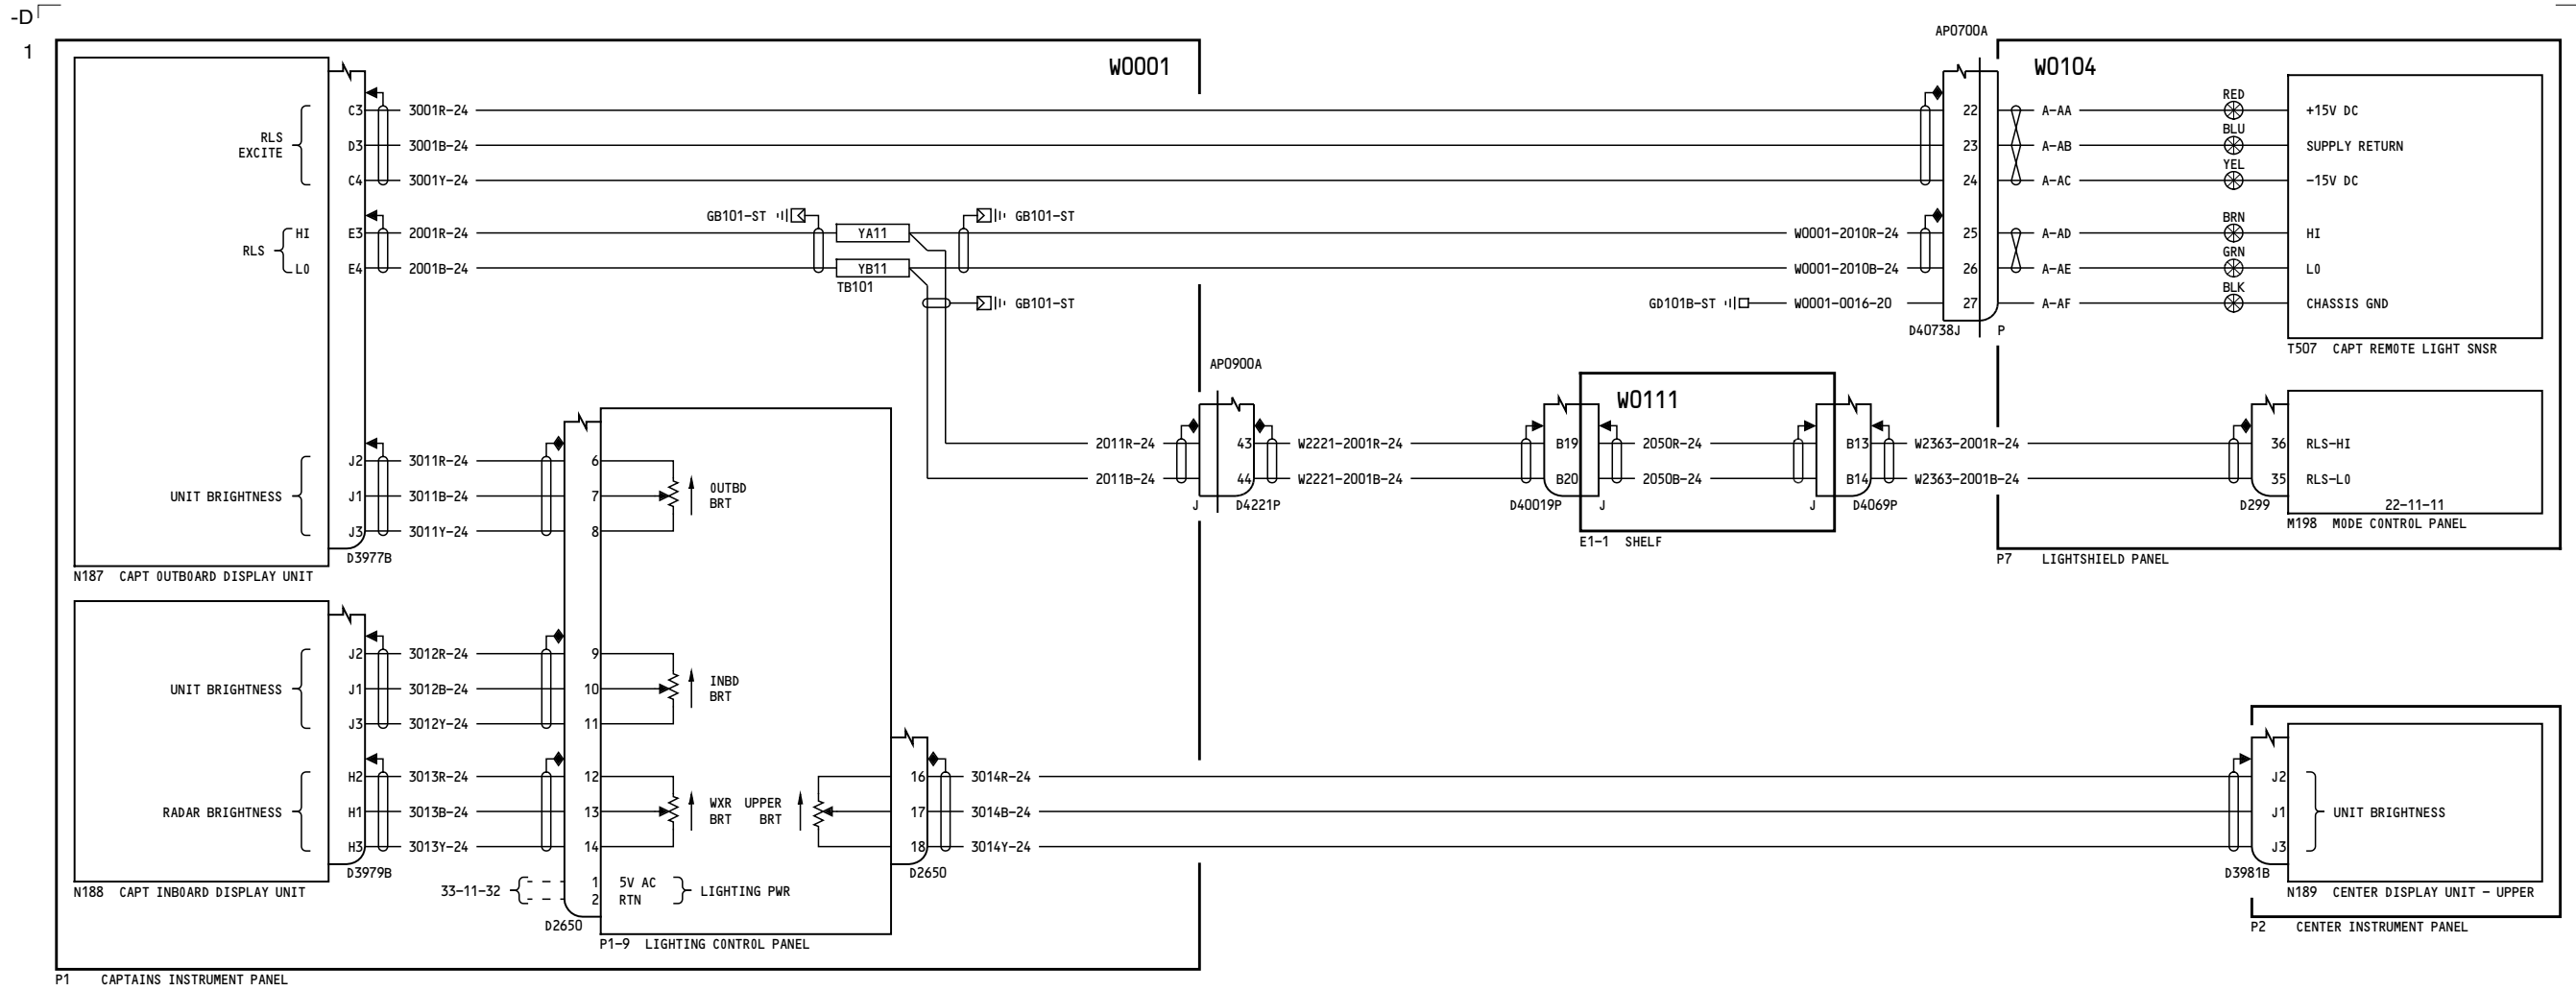 -D
1
W0001
AP0700A
W0104
RLS
EXCITE
C3
D3
C4
3001R-24
3001B-24
3001Y-24
22
23
24
A-AA
A-AB
A-AC
RED
BLU
YEL
+15V DC
SUPPLY RETURN
-15V DC
RLS
HI
LO
E3
E4
2001R-24
2001B-24
GB101-ST
YA11
YB11
TB101
GB101-ST
GB101-ST
W0001-2010R-24
W0001-2010B-24
GD101B-ST
W0001-0016-20
25
26
27
D40738J
P
A-AD
A-AE
A-AF
BRN
GRN
BLK
HI
LO
CHASSIS GND
T507 CAPT REMOTE LIGHT SNSR
AP0900A
2011R-24
2011B-24
43
44
J
D4221P
W2221-2001R-24
W2221-2001B-24
B19
B20
D40019P
J
W0111
2050R-24
2050B-24
J
B13
B14
D4069P
E1-1 SHELF
W2363-2001R-24
W2363-2001B-24
36
35
D299
RLS-HI
RLS-LO
22-11-11
M198 MODE CONTROL PANEL
P7 LIGHTSHIELD PANEL
UNIT BRIGHTNESS
J2
J1
J3
D3977B
3011R-24
3011B-24
3011Y-24
6
7
8
OUTBD
BRT
N187 CAPT OUTBOARD DISPLAY UNIT
UNIT BRIGHTNESS
J2
J1
J3
3012R-24
3012B-24
3012Y-24
9
10
11
INBD
BRT
RADAR BRIGHTNESS
H2
H1
H3
D3979B
3013R-24
3013B-24
3013Y-24
12
13
14
WXR
BRT
UPPER
BRT
16
17
18
D2650
3014R-24
3014B-24
3014Y-24
J2
J1
J3
D3981B
UNIT BRIGHTNESS
N189 CENTER DISPLAY UNIT - UPPER
P2 CENTER INSTRUMENT PANEL
N188 CAPT INBOARD DISPLAY UNIT
33-11-32
1
2
5V AC
RTN
LIGHTING PWR
D2650
P1-9 LIGHTING CONTROL PANEL
P1 CAPTAINS INSTRUMENT PANEL